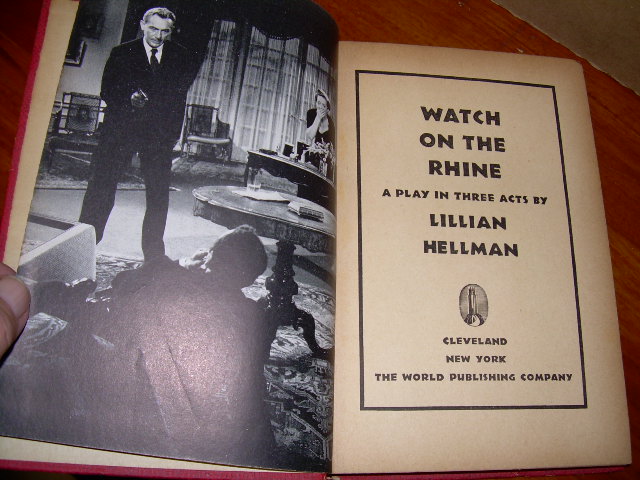 WATCH
ON THE
RHINE
A PLAY IN THREE ACTS BY
LILLIAN
HELLMAN
CLEVELAND
NEW YORK
THE WORLD PUBLISHING COMPANY